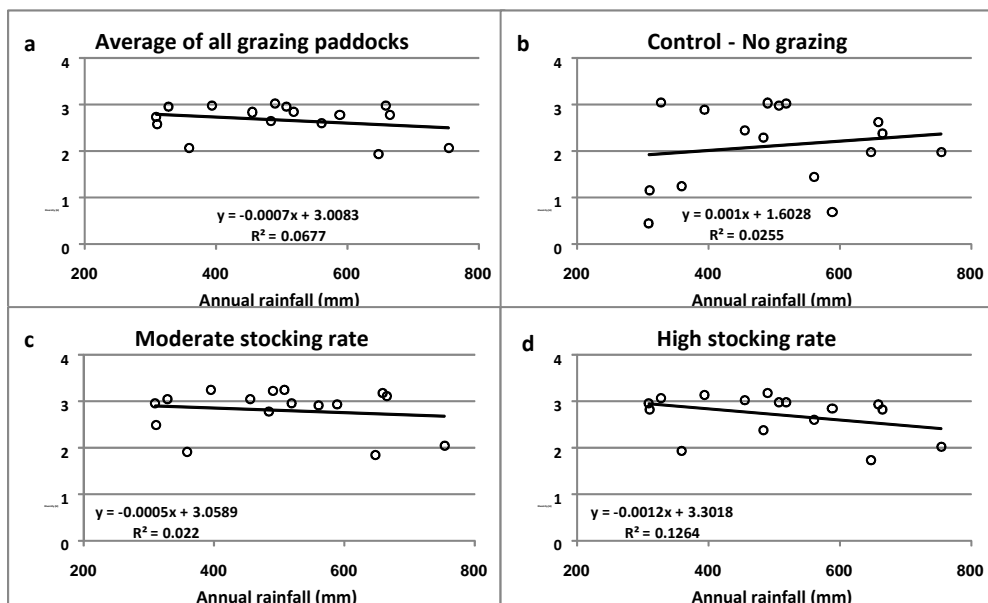 a Average of all grazing paddocks
4
3
2
1
0
y = -0.0007x + 3.0083
R² = 0.0677
200 400 600 800
Annual rainfall (mm)
b Control - No grazing
4
3
2
1
0
y = 0.001x + 1.6028
R² = 0.0255
200 400 600 800
Annual rainfall (mm)
c Moderate stocking rate
4
3
2
1
0
y = -0.0005x + 3.0589
R² = 0.022
200 400 600 800
Annual rainfall (mm)
d High stocking rate
4
3
2
1
0
y = -0.0012x + 3.3018
R² = 0.1264
200 400 600 800
Annual rainfall (mm)